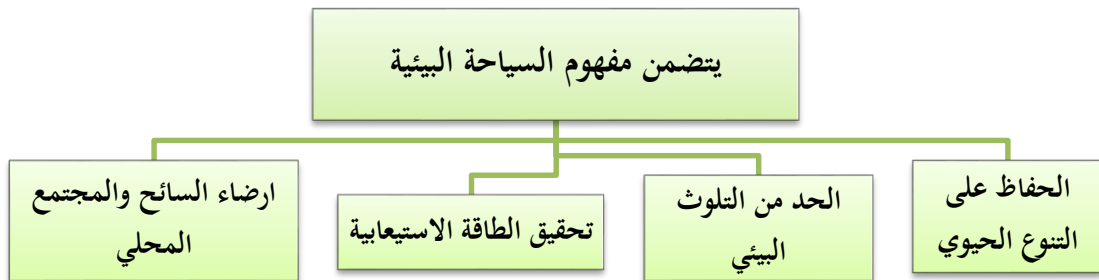 يتضمن مفهوم السياحة البيئية
الحفاظ على
التنوع الحيوي
الحد من التلوث
البيئي
تحقيق الطاقة الاستيعابية
ارضاء السائح والمجتمع
المحلي